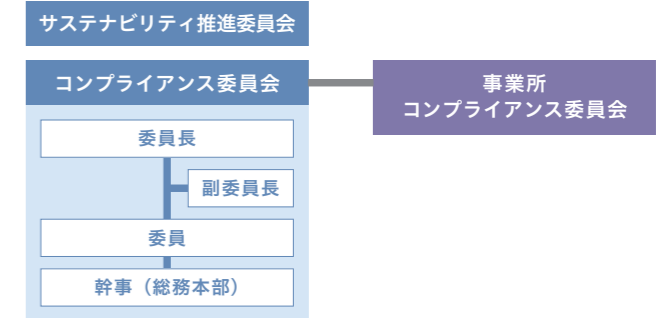 サステナビリティ推進委員会
コンプライアンス委員会
事業所
コンプライアンス委員会
委員長
副委員長
委員
幹事（総務本部）